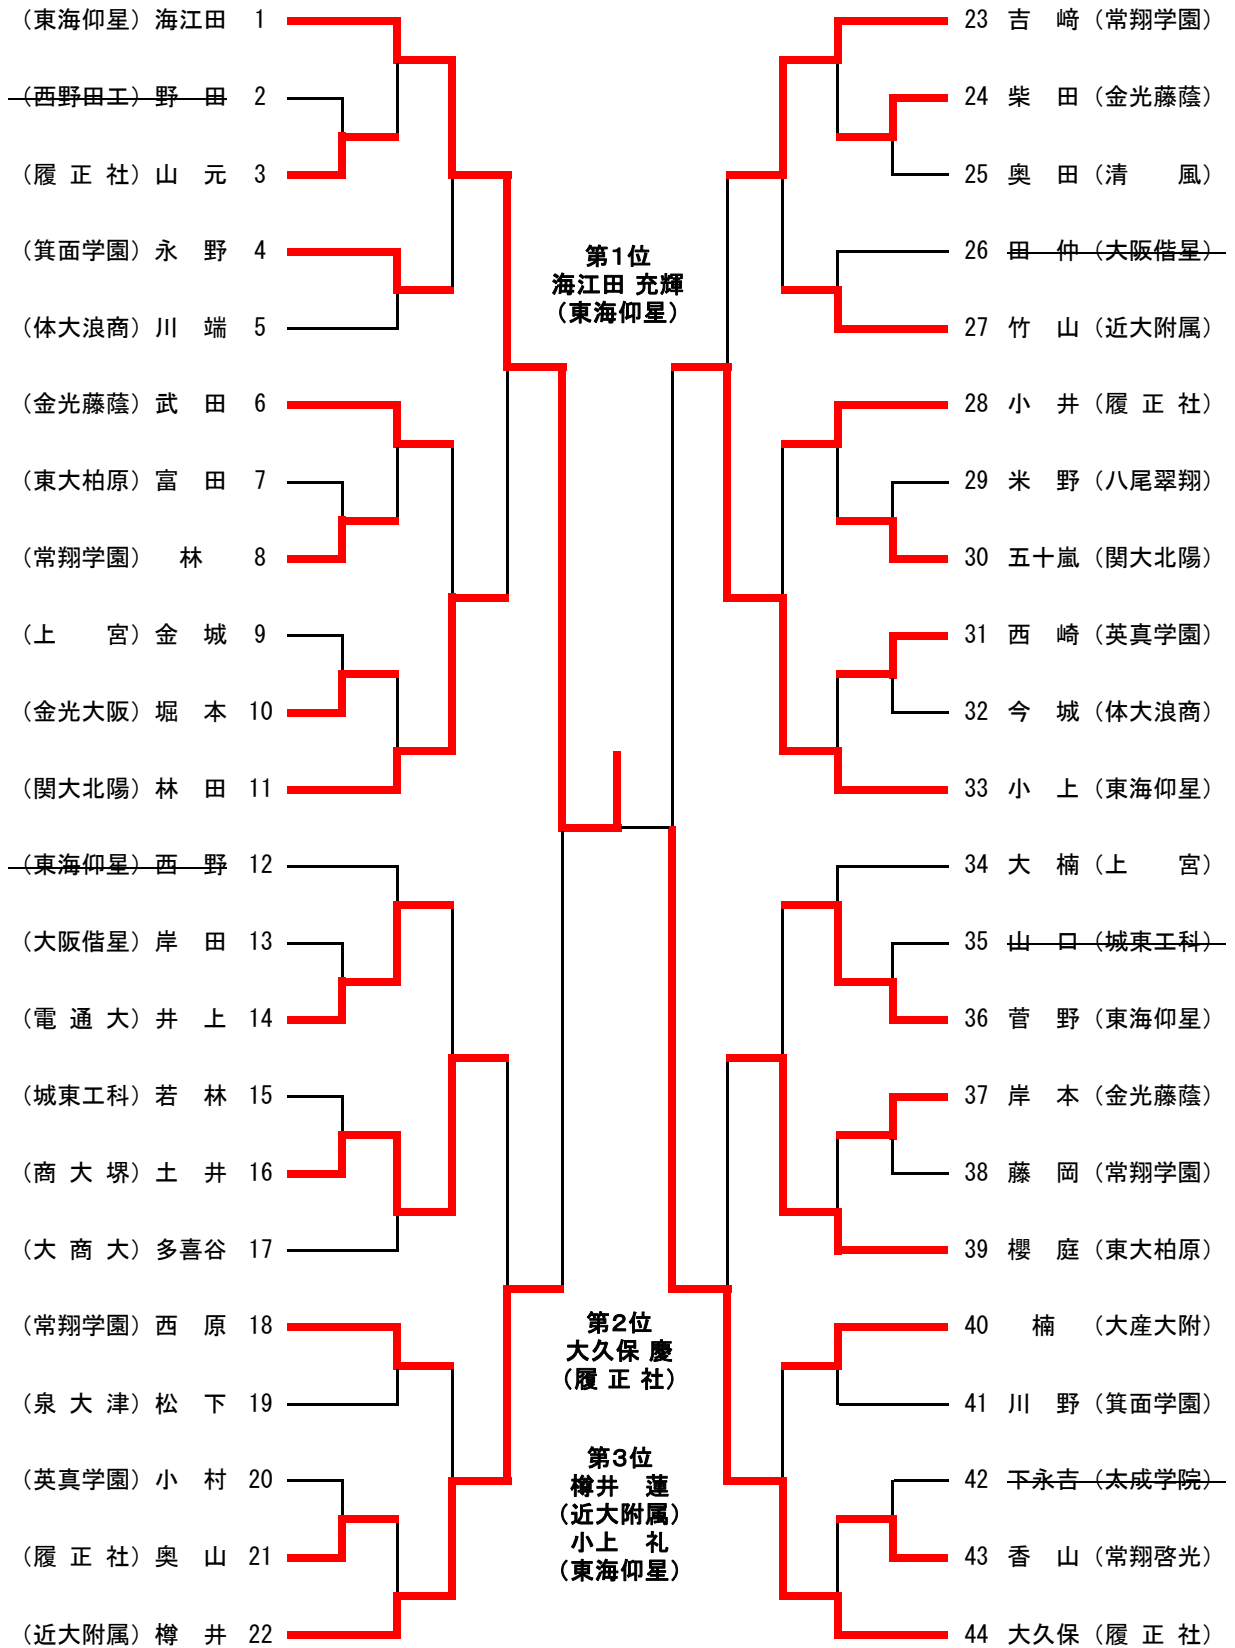 (東海仰星) 海江田 1
(西野田工) 野　田 2
(履 正 社) 山　元 3
(箕面学園) 永　野 4
(体大浪商) 川　端 5
(金光藤蔭) 武　田 6
(東大柏原) 富　田 7
(常翔学園) 林 8
(上　　宮) 金　城 9
(金光大阪) 堀　本 10
(関大北陽) 林　田 11
(東海仰星) 西　野 12
(大阪偕星) 岸　田 13
(電 通 大) 井　上 14
(城東工科) 若　林 15
(商 大 堺) 土　井 16
(大 商 大) 多喜谷 17
(常翔学園) 西　原 18
(泉 大 津) 松　下 19
(英真学園) 小　村 20
(履 正 社) 奥　山 21
(近大附属) 樽　井 22
第1位
海江田 充輝
(東海仰星)
第2位
大久保 慶
(履 正 社)
第3位
樽井　蓮
(近大附属)
小上　礼
(東海仰星)
23 吉　﨑 (常翔学園)
24 柴　田 (金光藤蔭)
25 奥　田 (清　　風)
26 田　仲 (大阪偕星)
27 竹　山 (近大附属)
28 小　井 (履 正 社)
29 米　野 (八尾翠翔)
30 五十嵐 (関大北陽)
31 西　崎 (英真学園)
32 今　城 (体大浪商)
33 小　上 (東海仰星)
34 大　楠 (上　　宮)
35 山　口 (城東工科)
36 菅　野 (東海仰星)
37 岸　本 (金光藤蔭)
38 藤　岡 (常翔学園)
39 櫻　庭 (東大柏原)
40 楠 (大産大附)
41 川　野 (箕面学園)
42 下永吉 (太成学院)
43 香　山 (常翔啓光)
44 大久保 (履 正 社)